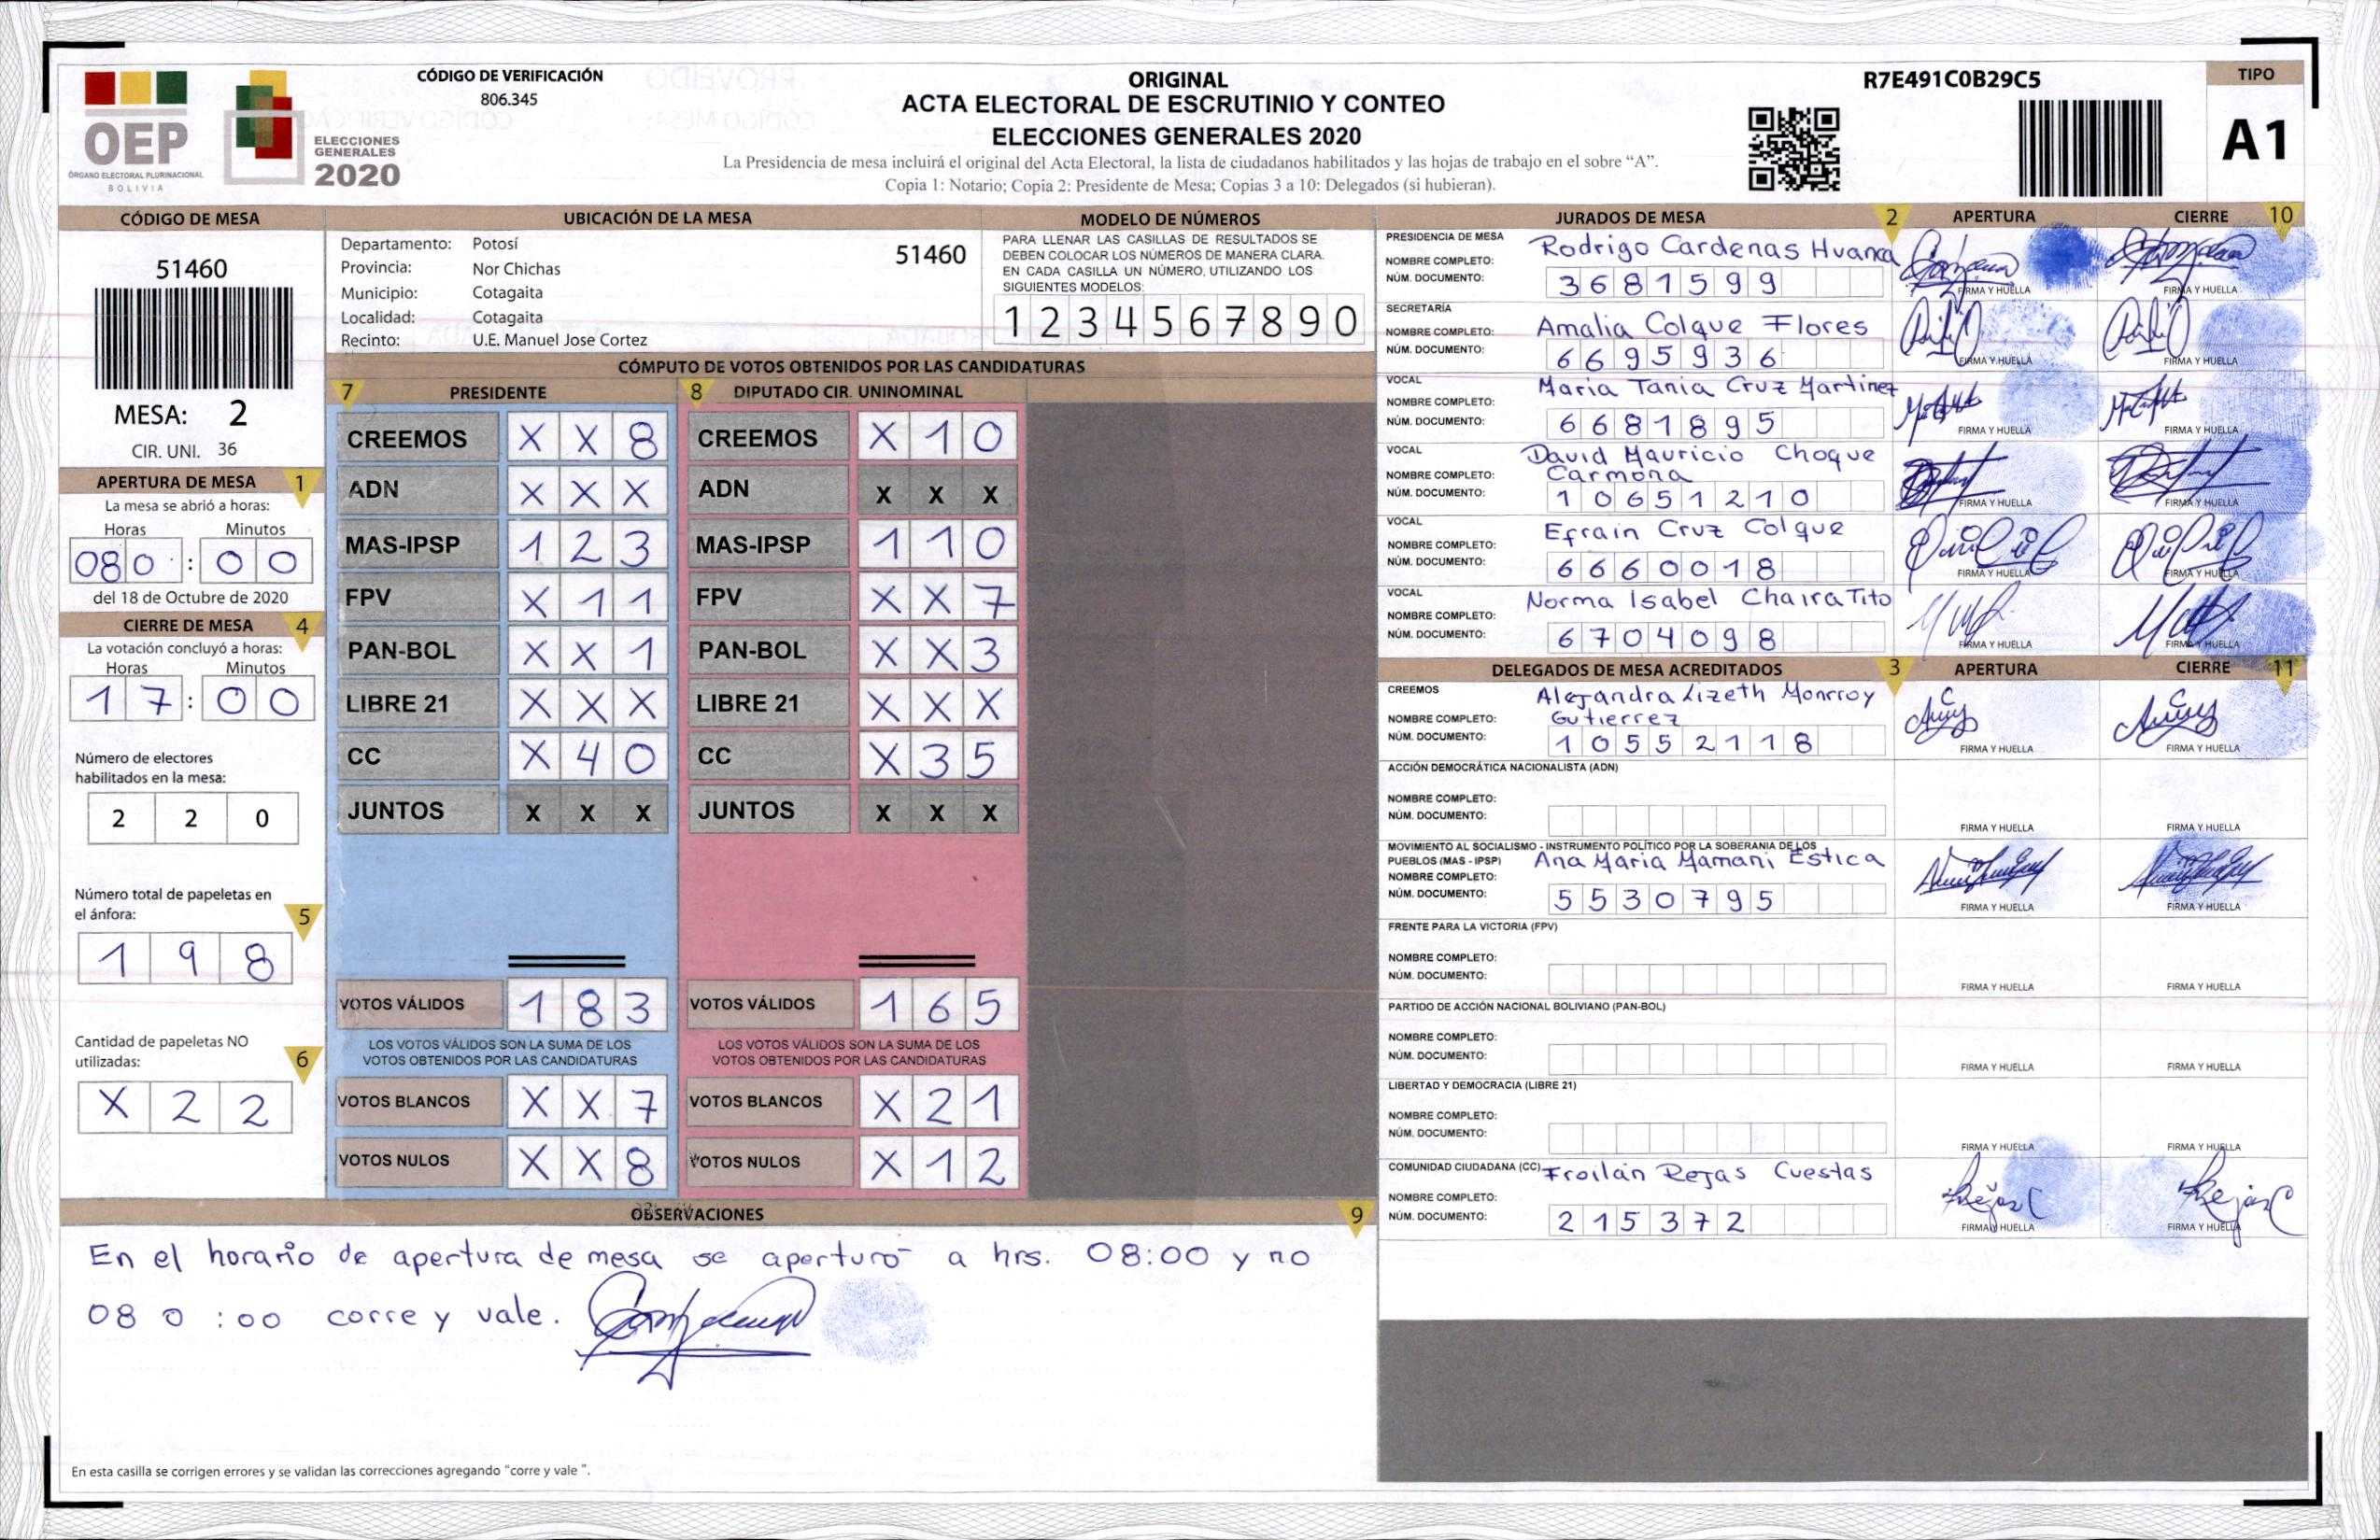 OEP
ÓRGANO ELECTORAL PLURINACIONAL
BOLIVIA
ELECCIONES
GENERALES
2020
CÓDIGO DE VERIFICACIÓN
806.345
ORIGINAL
ACTA ELECTORAL DE ESCRUTINIO Y CONTEO
ELECCIONES GENERALES 2020
La Presidencia de mesa incluirá el original del Acta Electoral, la lista de ciudadanos habilitados y las hojas de trabajo en el sobre “A”.
Copia 1: Notario; Copia 2: Presidente de Mesa; Copias 3 a 10: Delegados (si hubieran).
R7E491C0B29C5
TIPO
A1
CÓDIGO DE MESA
51460
MESA: 2
CIR. UNI. 36
APERTURA DE MESA 1
La mesa se abrió a horas:
Horas Minutos
080 : 00
del 18 de Octubre de 2020
CIERRE DE MESA 4
La votación concluyó a horas:
Horas Minutos
17 : 00
Número de electores
habilitados en la mesa:
2 2 0
Número total de papeletas en
el ánfora: 5
1 9 8
Cantidad de papeletas NO
utilizadas: 6
X 2 2
UBICACIÓN DE LA MESA
Departamento: Potosí 51460
Provincia: Nor Chichas
Municipio: Cotagaita
Localidad: Cotagaita
Recinto: U.E. Manuel Jose Cortez
MODELO DE NÚMEROS
PARA LLENAR LAS CASILLAS DE RESULTADOS SE
DEBEN COLOCAR LOS NÚMEROS DE MANERA CLARA.
EN CADA CASILLA UN NÚMERO, UTILIZANDO LOS
SIGUIENTES MODELOS:
1 2 3 4 5 6 7 8 9 0
CÓMPUTO DE VOTOS OBTENIDOS POR LAS CANDIDATURAS
7 PRESIDENTE
CREEMOS X X 8
ADN X X X
MAS-IPSP 1 2 3
FPV X 1 1
PAN-BOL X X 1
LIBRE 21 X X X
CC X 4 0
JUNTOS X X X
VOTOS VÁLIDOS 1 8 3
LOS VOTOS VÁLIDOS SON LA SUMA DE LOS
VOTOS OBTENIDOS POR LAS CANDIDATURAS
VOTOS BLANCOS X X 7
VOTOS NULOS X X 8
8 DIPUTADO CIR. UNINOMINAL
CREEMOS X 1 0
ADN X X X
MAS-IPSP 1 1 0
FPV X X 7
PAN-BOL X X 3
LIBRE 21 X X X
CC X 3 5
JUNTOS X X X
VOTOS VÁLIDOS 1 6 5
LOS VOTOS VÁLIDOS SON LA SUMA DE LOS
VOTOS OBTENIDOS POR LAS CANDIDATURAS
VOTOS BLANCOS X 2 1
VOTOS NULOS X 1 2
OBSERVACIONES 9
En el horario de apertura de mesa se aperturo a hrs. 08:00 y no
08 0 :00 corre y vale.
En esta casilla se corrigen errores y se validan las correcciones agregando “corre y vale ”.
JURADOS DE MESA 2 APERTURA CIERRE 10
PRESIDENCIA DE MESA
NOMBRE COMPLETO: Rodrigo Cardenas Huanca
NÚM. DOCUMENTO: 3681599
FIRMA Y HUELLA FIRMA Y HUELLA
SECRETARÍA
NOMBRE COMPLETO: Amalia Colque Flores
NÚM. DOCUMENTO: 6695936
FIRMA Y HUELLA FIRMA Y HUELLA
VOCAL
NOMBRE COMPLETO: Maria Tania Cruz Martinez
NÚM. DOCUMENTO: 6681895
FIRMA Y HUELLA FIRMA Y HUELLA
VOCAL David Mauricio Choque
NOMBRE COMPLETO: Carmona
NÚM. DOCUMENTO: 10651210
FIRMA Y HUELLA FIRMA Y HUELLA
VOCAL
NOMBRE COMPLETO: Efrain Cruz Colque
NÚM. DOCUMENTO: 6660018
FIRMA Y HUELLA FIRMA Y HUELLA
VOCAL
NOMBRE COMPLETO: Norma Isabel Chaira Tito
NÚM. DOCUMENTO: 6704098
FIRMA Y HUELLA FIRMA Y HUELLA
DELEGADOS DE MESA ACREDITADOS 3 APERTURA CIERRE 11
CREEMOS Alejandra Lizeth Monrroy
NOMBRE COMPLETO: Gutierrez
NÚM. DOCUMENTO: 10552118
FIRMA Y HUELLA FIRMA Y HUELLA
ACCIÓN DEMOCRÁTICA NACIONALISTA (ADN)
NOMBRE COMPLETO:
NÚM. DOCUMENTO:
FIRMA Y HUELLA FIRMA Y HUELLA
MOVIMIENTO AL SOCIALISMO - INSTRUMENTO POLÍTICO POR LA SOBERANIA DE LOS
PUEBLOS (MAS - IPSP) Ana Maria Mamani Estica
NOMBRE COMPLETO:
NÚM. DOCUMENTO: 5530795
FIRMA Y HUELLA FIRMA Y HUELLA
FRENTE PARA LA VICTORIA (FPV)
NOMBRE COMPLETO:
NÚM. DOCUMENTO:
FIRMA Y HUELLA FIRMA Y HUELLA
PARTIDO DE ACCIÓN NACIONAL BOLIVIANO (PAN-BOL)
NOMBRE COMPLETO:
NÚM. DOCUMENTO:
FIRMA Y HUELLA FIRMA Y HUELLA
LIBERTAD Y DEMOCRACIA (LIBRE 21)
NOMBRE COMPLETO:
NÚM. DOCUMENTO:
FIRMA Y HUELLA FIRMA Y HUELLA
COMUNIDAD CIUDADANA (CC) Froilán Rejas Cuestas
NOMBRE COMPLETO:
NÚM. DOCUMENTO: 215372
FIRMA Y HUELLA FIRMA Y HUELLA